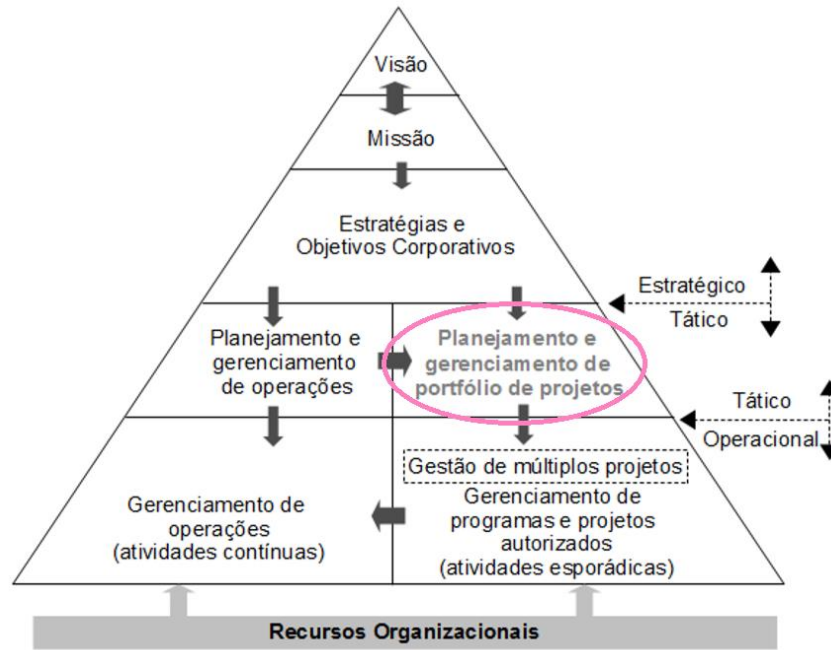 Visão
Missão
Estratégias e
Objetivos Corporativos
Estratégico
Tático
Planejamento e
gerenciamento
de operações
Planejamento e
gerenciamento de
portfólio de projetos
Tático
Operacional
Gerenciamento de
operações
(atividades contínuas)
Gestão de múltiplos projetos
Gerenciamento de
programas e projetos
autorizados
(atividades esporádicas)
Recursos Organizacionais